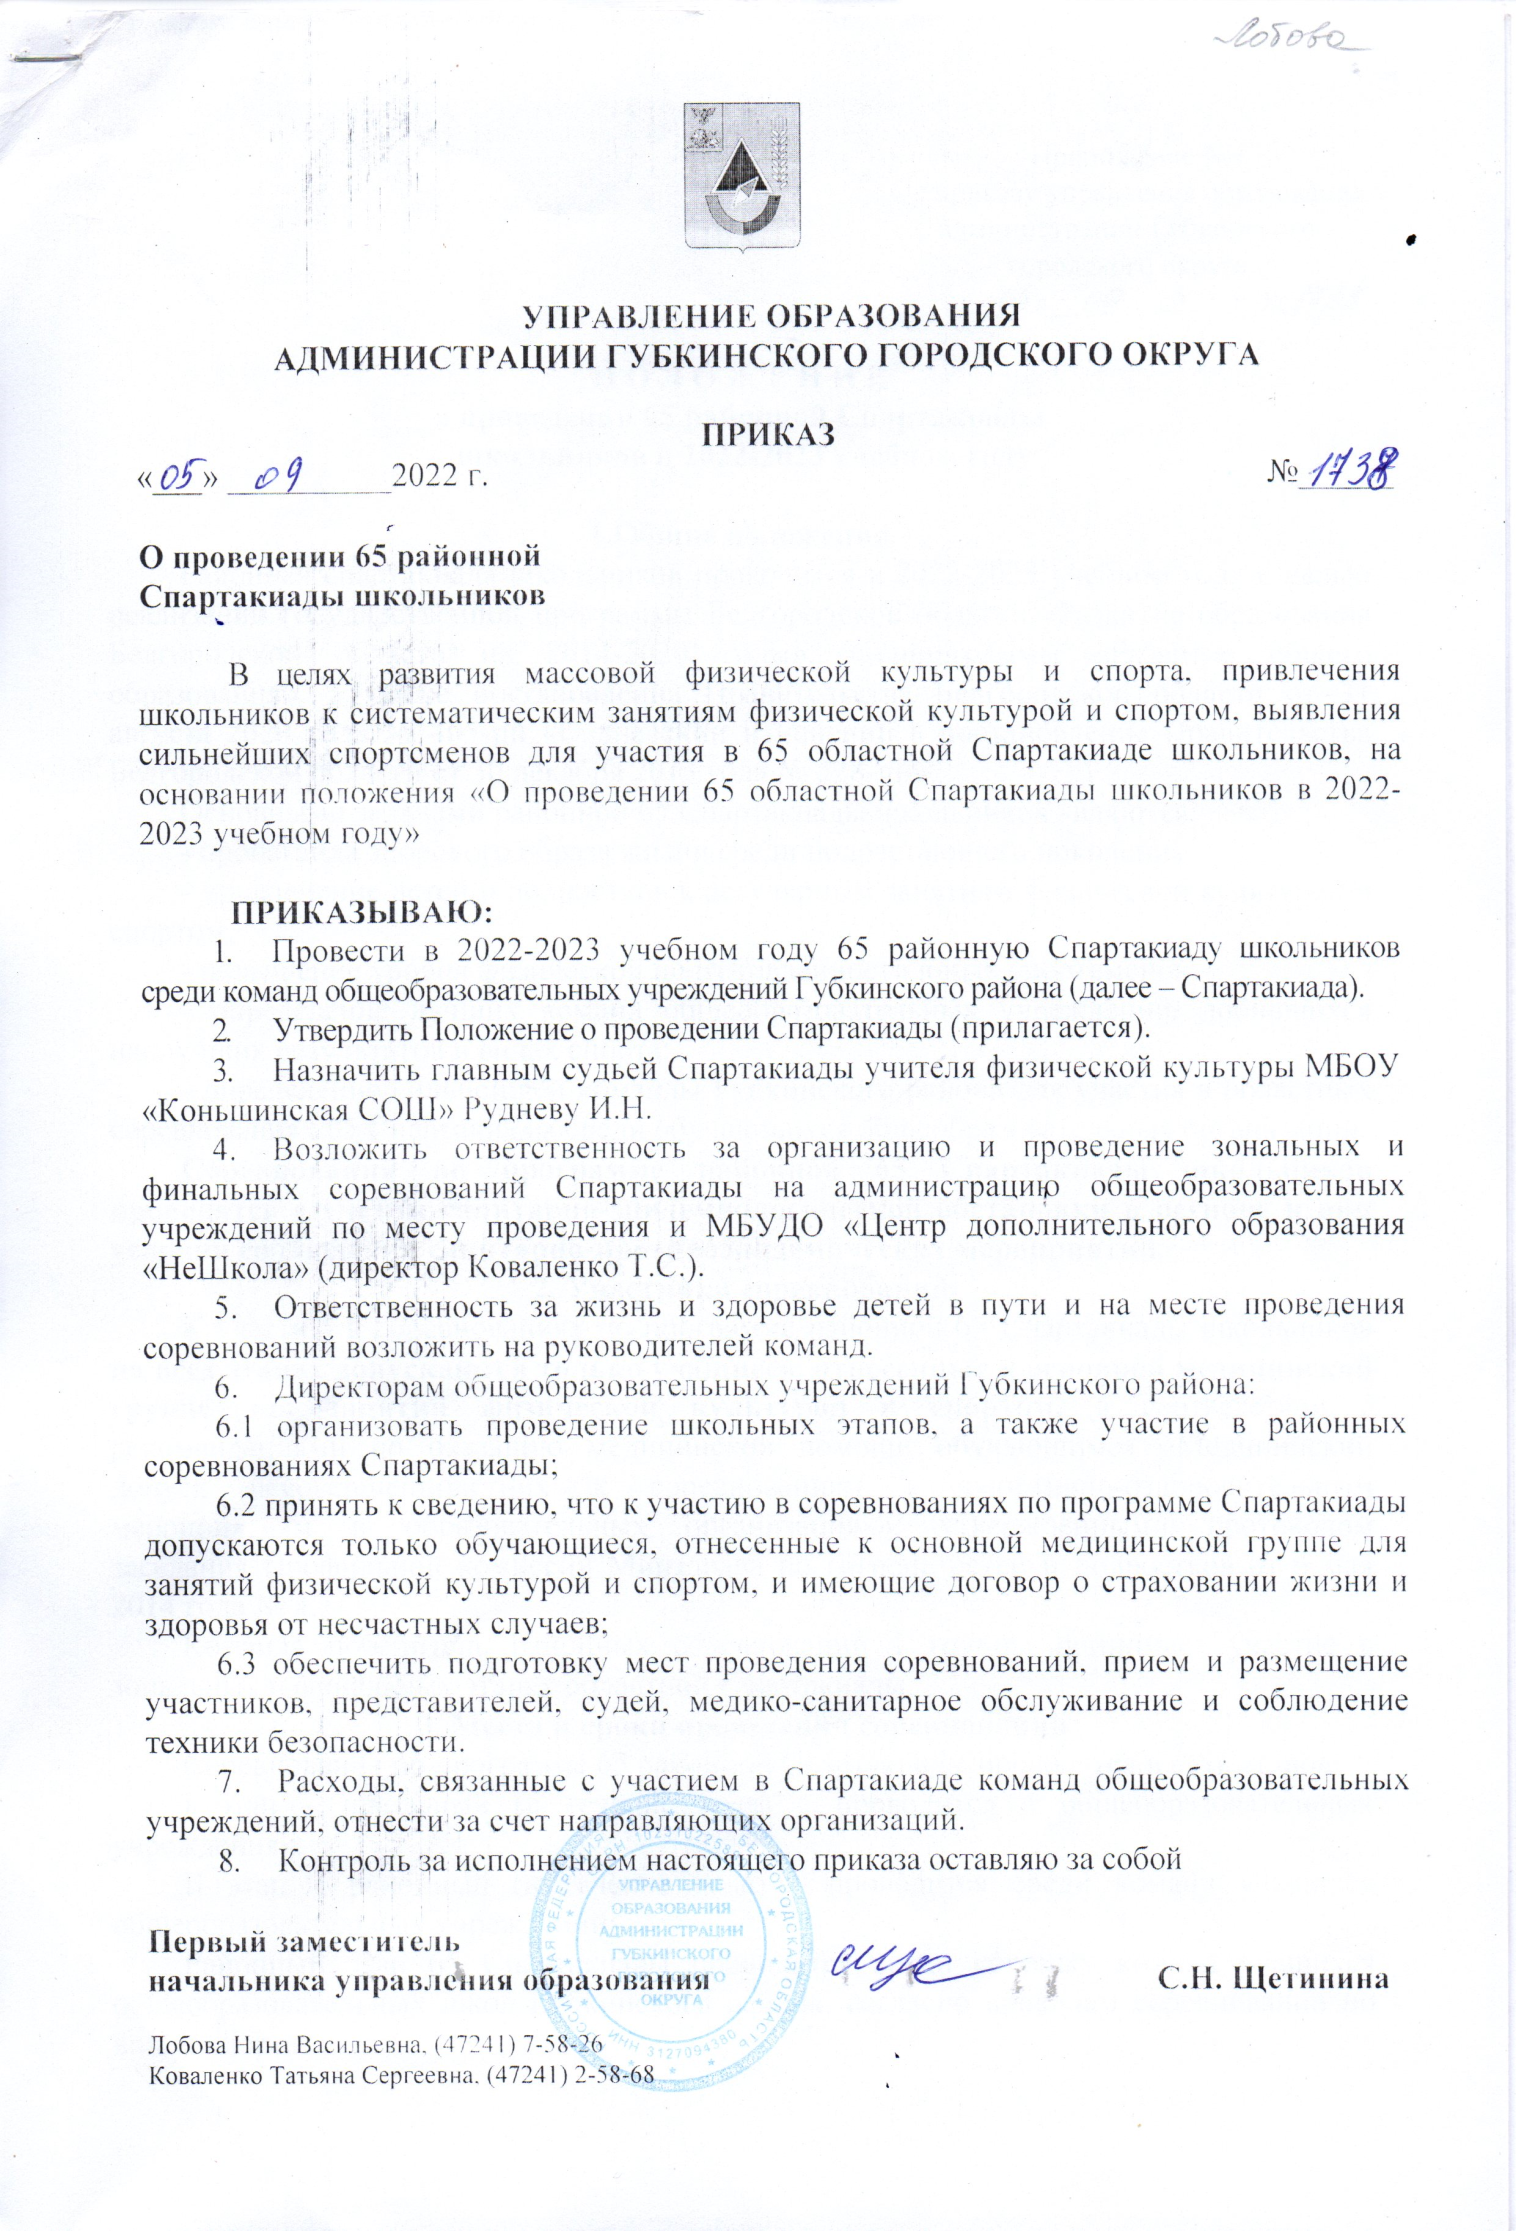 Лобова
УПРАВЛЕНИЕ ОБРАЗОВАНИЯ
АДМИНИСТРАЦИИ ГУБКИНСКОГО ГОРОДСКОГО ОКРУГА
ПРИКАЗ
«05» 09 2022 г. №
О проведении 65 районной
Спартакиады школьников
В целях развития массовой физической культуры и спорта, привлечения
школьников к систематическим занятиям физической культурой и спортом, выявления
сильнейших спортсменов для участия в 65 областной Спартакиаде школьников, на
основании положения «О проведении 65 областной Спартакиады школьников в 2022-
2023 учебном году»
ПРИКАЗЫВАЮ:
1. Провести в 2022-2023 учебном году 65 районную Спартакиаду школьников
среди команд общеобразовательных учреждений Губкинского района (далее – Спартакиада).
2. Утвердить Положение о проведении Спартакиады (прилагается).
3. Назначить главным судьей Спартакиады учителя физической культуры МБОУ
«Коньшинская СОШ» Рудневу И.Н.
4. Возложить ответственность за организацию и проведение зональных и
финальных соревнований Спартакиады на администрацию общеобразовательных
учреждений по месту проведения и МБУДО «Центр дополнительного образования
«НеШкола» (директор Коваленко Т.С.).
5. Ответственность за жизнь и здоровье детей в пути и на месте проведения
соревнований возложить на руководителей команд.
6. Директорам общеобразовательных учреждений Губкинского района:
6.1 организовать проведение школьных этапов, а также участие в районных
соревнованиях Спартакиады;
6.2 принять к сведению, что к участию в соревнованиях по программе Спартакиады
допускаются только обучающиеся, отнесенные к основной медицинской группе для
занятий физической культурой и спортом, и имеющие договор о страховании жизни и
здоровья от несчастных случаев;
6.3 обеспечить подготовку мест проведения соревнований, прием и размещение
участников, представителей, судей, медико-санитарное обслуживание и соблюдение
техники безопасности.
7. Расходы, связанные с участием в Спартакиаде команд общеобразовательных
учреждений, отнести за счет направляющих организаций.
8. Контроль за исполнением настоящего приказа оставляю за собой
УПРАВЛЕНИЕ
ОБРАЗОВАНИЯ
АДМИНИСТРАЦИИ
ГУБКИНСКОГО
ГОРОДСКОГО
ОКРУГА
ИНН 3127094380
Первый заместитель
начальника управления образования С.Н. Щетинина
Лобова Нина Васильевна, (47241) 7-58-26
Коваленко Татьяна Сергеевна, (47241) 2-58-68